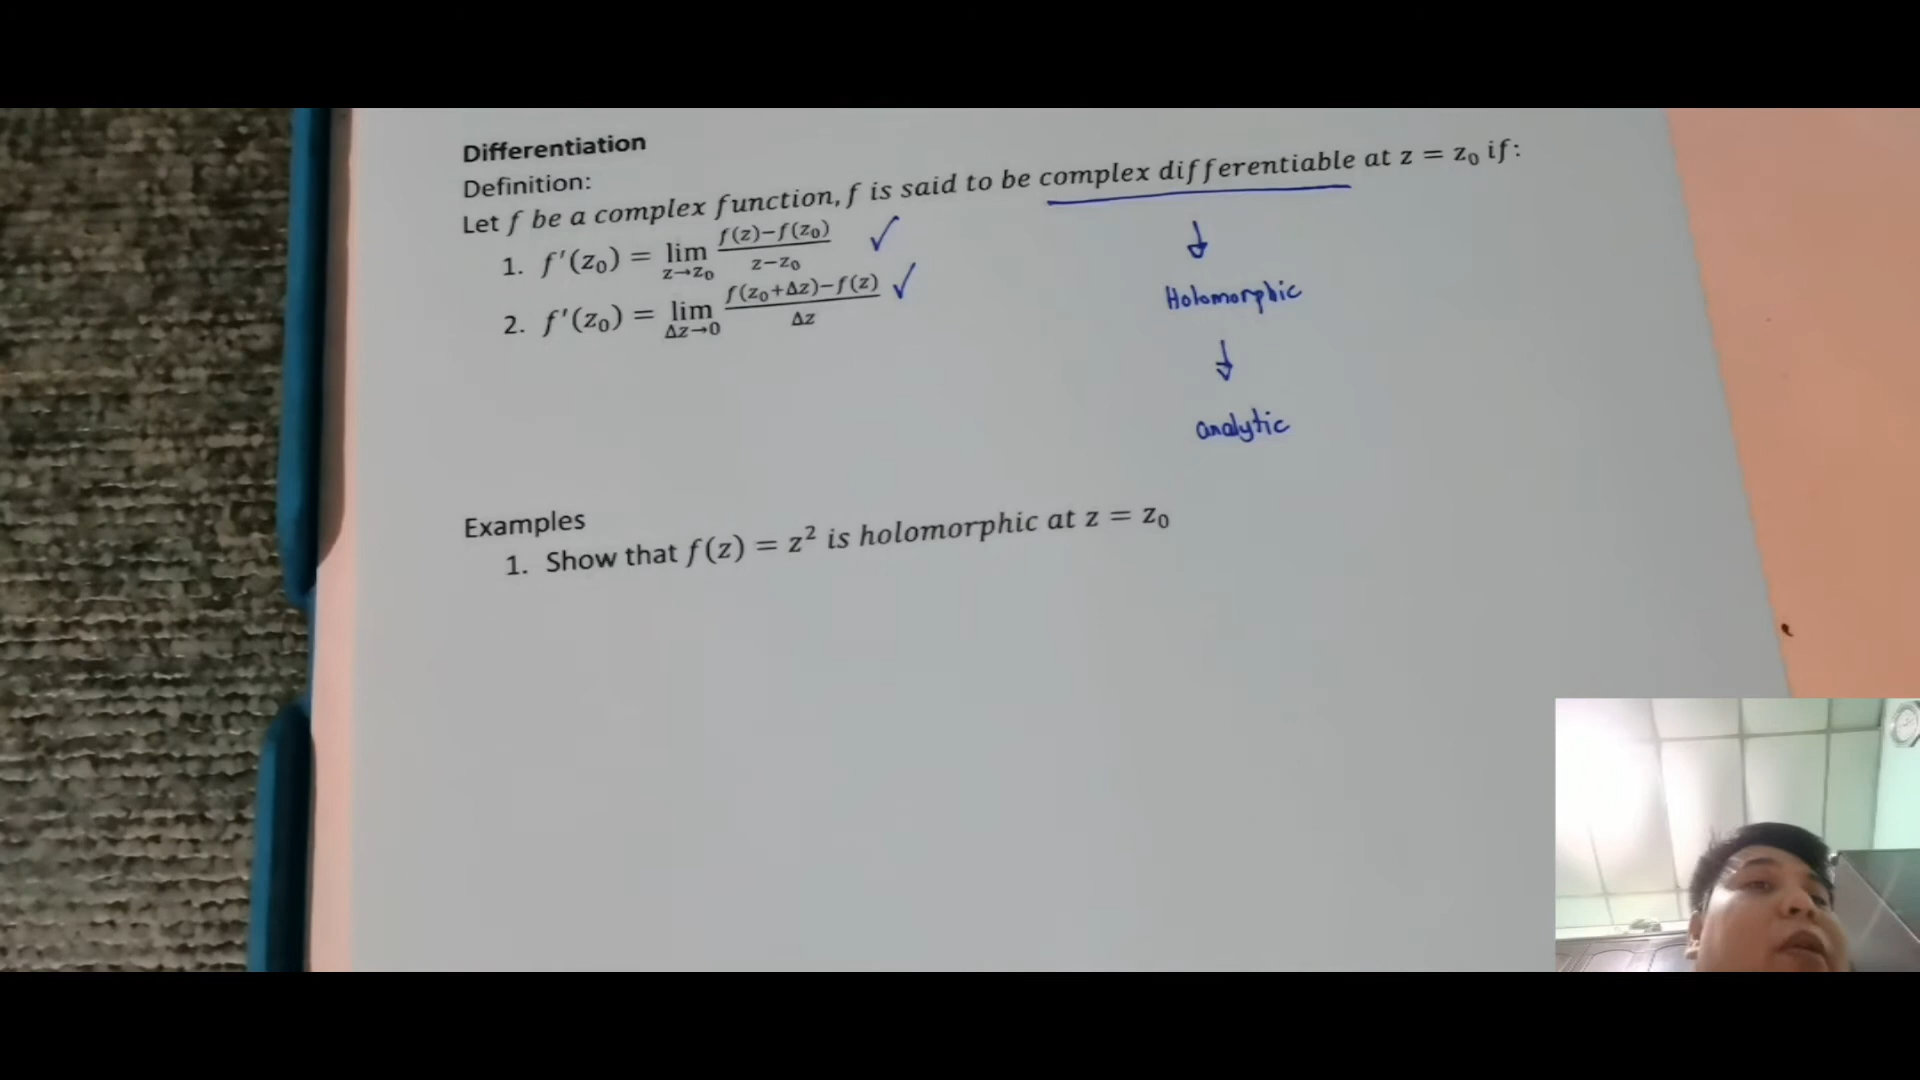 Differentiation
Definition:
Let f be a complex function, f is said to be complex differentiable at z = z₀ if:
1. f′(z₀) = lim z→z₀ f(z)−f(z₀) / z−z₀ ✓
2. f′(z₀) = lim Δz→0 f(z₀+Δz)−f(z) / Δz ✓
↓
Holomorphic
↓
analytic
Examples
1. Show that f(z) = z² is holomorphic at z = z₀